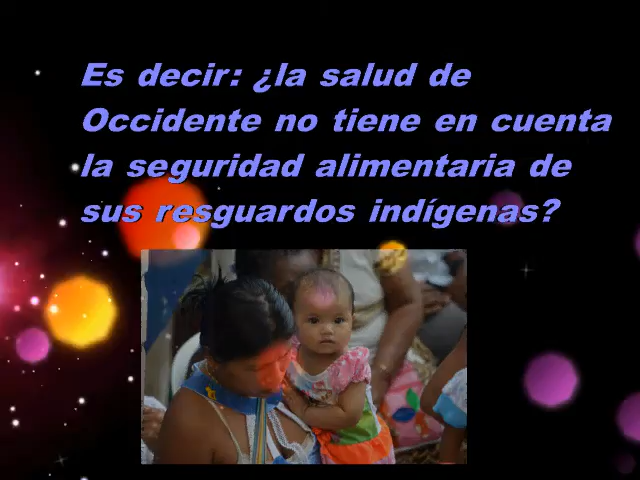 Es decir: ¿la salud de
Occidente no tiene en cuenta
la seguridad alimentaria de
sus resguardos indígenas?